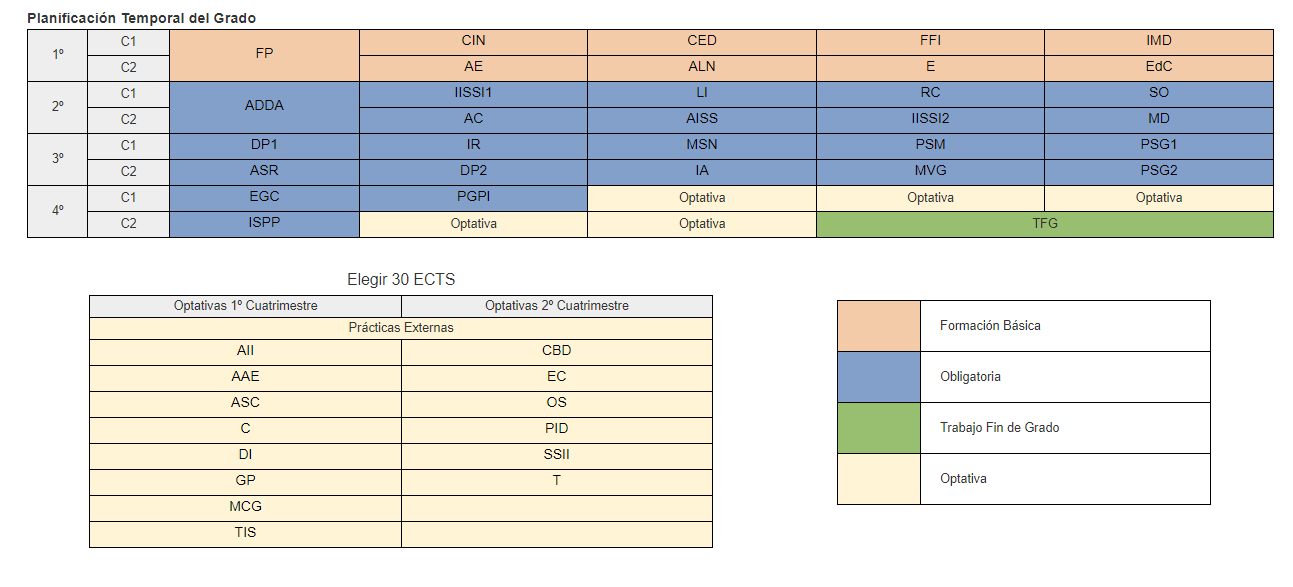 Planificación Temporal del Grado
1º C1 FP CIN CED FFI IMD
C2 AE ALN E EdC
2º C1 ADDA IISSI1 LI RC SO
C2 AC AISS IISSI2 MD
3º C1 DP1 IR MSN PSM PSG1
C2 ASR DP2 IA MVG PSG2
4º C1 EGC PGPI Optativa Optativa Optativa
C2 ISPP Optativa Optativa TFG
Elegir 30 ECTS
Optativas 1º Cuatrimestre Optativas 2º Cuatrimestre
Prácticas Externas
AII CBD
AAE EC
ASC OS
C PID
DI SSII
GP T
MCG
TIS
Formación Básica
Obligatoria
Trabajo Fin de Grado
Optativa